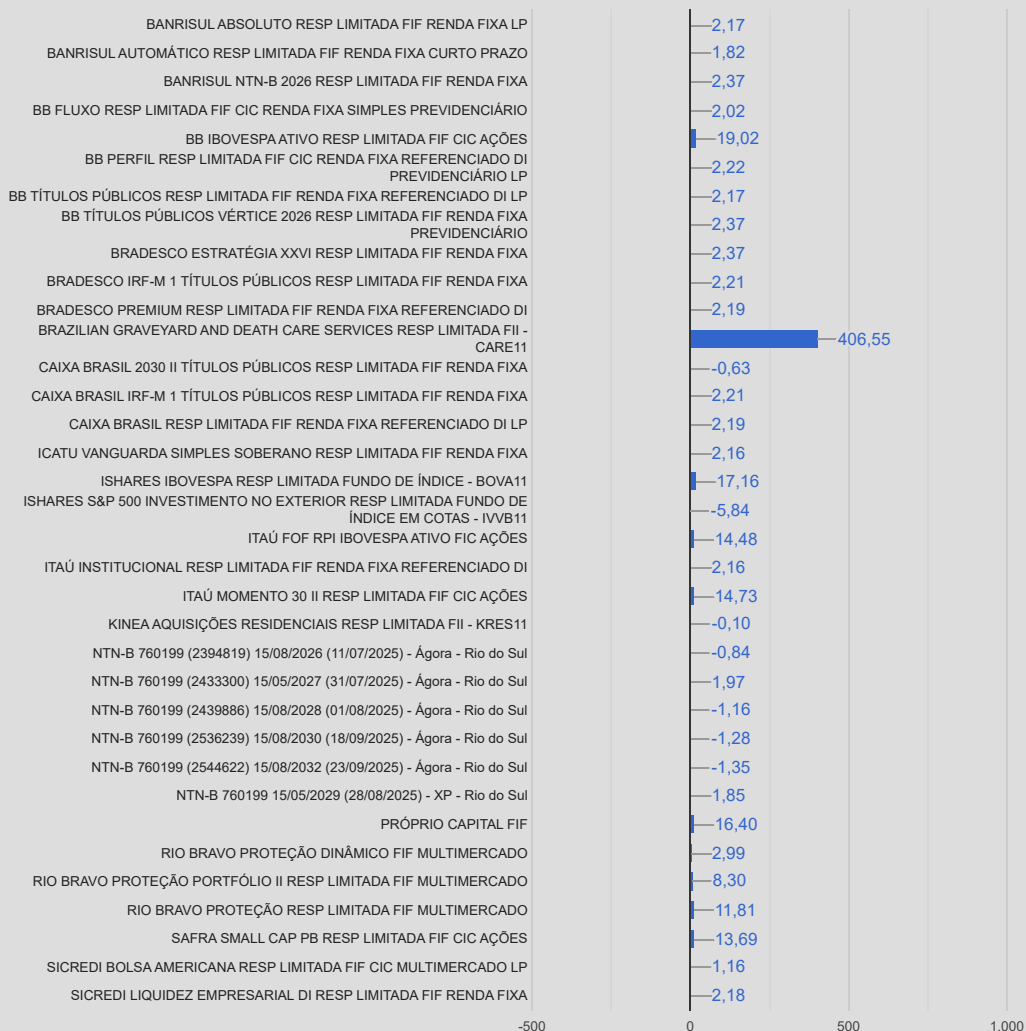 BANRISUL ABSOLUTO RESP LIMITADA FIF RENDA FIXA LP 2,17
BANRISUL AUTOMÁTICO RESP LIMITADA FIF RENDA FIXA CURTO PRAZO 1,82
BANRISUL NTN-B 2026 RESP LIMITADA FIF RENDA FIXA 2,37
BB FLUXO RESP LIMITADA FIF CIC RENDA FIXA SIMPLES PREVIDENCIÁRIO 2,02
BB IBOVESPA ATIVO RESP LIMITADA FIF CIC AÇÕES 19,02
BB PERFIL RESP LIMITADA FIF CIC RENDA FIXA REFERENCIADO DI
PREVIDENCIÁRIO LP 2,22
BB TÍTULOS PÚBLICOS RESP LIMITADA FIF RENDA FIXA REFERENCIADO DI LP 2,17
BB TÍTULOS PÚBLICOS VÉRTICE 2026 RESP LIMITADA FIF RENDA FIXA
PREVIDENCIÁRIO 2,37
BRADESCO ESTRATÉGIA XXVI RESP LIMITADA FIF RENDA FIXA 2,37
BRADESCO IRF-M 1 TÍTULOS PÚBLICOS RESP LIMITADA FIF RENDA FIXA 2,21
BRADESCO PREMIUM RESP LIMITADA FIF RENDA FIXA REFERENCIADO DI 2,19
BRAZILIAN GRAVEYARD AND DEATH CARE SERVICES RESP LIMITADA FII -
CARE11 406,55
CAIXA BRASIL 2030 II TÍTULOS PÚBLICOS RESP LIMITADA FIF RENDA FIXA -0,63
CAIXA BRASIL IRF-M 1 TÍTULOS PÚBLICOS RESP LIMITADA FIF RENDA FIXA 2,21
CAIXA BRASIL RESP LIMITADA FIF RENDA FIXA REFERENCIADO DI LP 2,19
ICATU VANGUARDA SIMPLES SOBERANO RESP LIMITADA FIF RENDA FIXA 2,16
ISHARES IBOVESPA RESP LIMITADA FUNDO DE ÍNDICE - BOVA11 17,16
ISHARES S&P 500 INVESTIMENTO NO EXTERIOR RESP LIMITADA FUNDO DE
ÍNDICE EM COTAS - IVVB11 -5,84
ITAÚ FOF RPI IBOVESPA ATIVO FIC AÇÕES 14,48
ITAÚ INSTITUCIONAL RESP LIMITADA FIF RENDA FIXA REFERENCIADO DI 2,16
ITAÚ MOMENTO 30 II RESP LIMITADA FIF CIC AÇÕES 14,73
KINEA AQUISIÇÕES RESIDENCIAIS RESP LIMITADA FII - KRES11 -0,10
NTN-B 760199 (2394819) 15/08/2026 (11/07/2025) - Ágora - Rio do Sul -0,84
NTN-B 760199 (2433300) 15/05/2027 (31/07/2025) - Ágora - Rio do Sul 1,97
NTN-B 760199 (2439886) 15/08/2028 (01/08/2025) - Ágora - Rio do Sul -1,16
NTN-B 760199 (2536239) 15/08/2030 (18/09/2025) - Ágora - Rio do Sul -1,28
NTN-B 760199 (2544622) 15/08/2032 (23/09/2025) - Ágora - Rio do Sul -1,35
NTN-B 760199 15/05/2029 (28/08/2025) - XP - Rio do Sul 1,85
PRÓPRIO CAPITAL FIF 16,40
RIO BRAVO PROTEÇÃO DINÂMICO FIF MULTIMERCADO 2,99
RIO BRAVO PROTEÇÃO PORTFÓLIO II RESP LIMITADA FIF MULTIMERCADO 8,30
RIO BRAVO PROTEÇÃO RESP LIMITADA FIF MULTIMERCADO 11,81
SAFRA SMALL CAP PB RESP LIMITADA FIF CIC AÇÕES 13,69
SICREDI BOLSA AMERICANA RESP LIMITADA FIF CIC MULTIMERCADO LP 1,16
SICREDI LIQUIDEZ EMPRESARIAL DI RESP LIMITADA FIF RENDA FIXA 2,18
-500 0 500 1.000